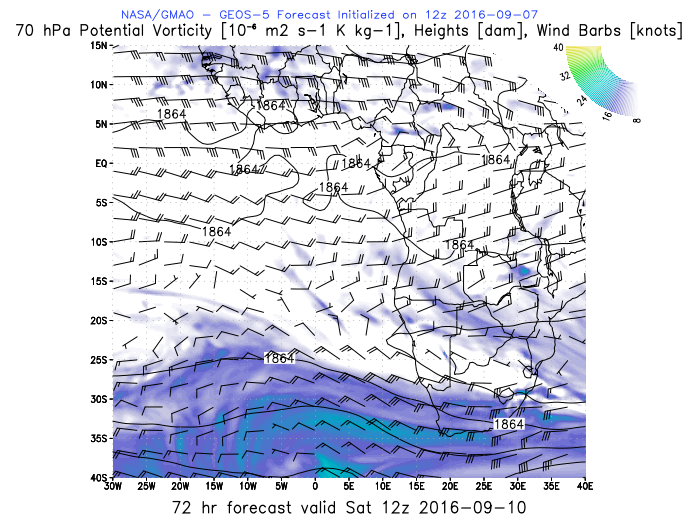 NASA/GMAO - GEOS-5 Forecast Initialized on 12z 2016-09-07
70 hPa Potential Vorticity [10⁻⁶ m2 s-1 K kg-1], Heights [dam], Wind Barbs [knots]
40
32
24
16
8
15N
10N
5N
EQ
5S
10S
15S
20S
25S
30S
35S
40S
1864
1864
1864
1864
1864
1864
1864
1864
1864
1864
30W 25W 20W 15W 10W 5W 0 5E 10E 15E 20E 25E 30E 35E 40E
72 hr forecast valid Sat 12z 2016-09-10